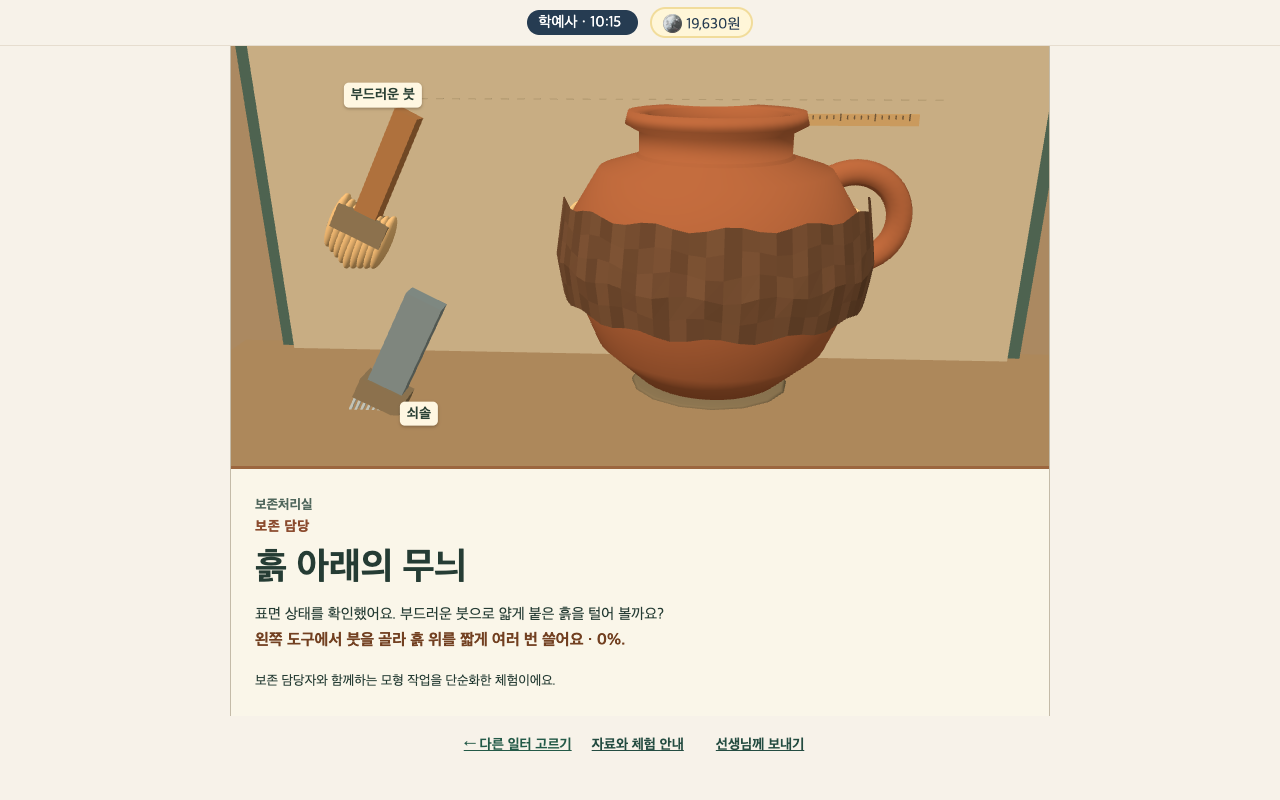 학예사 · 10:15
19,630원
부드러운 붓
쇠솔
보존처리실
보존 담당
흙 아래의 무늬
표면 상태를 확인했어요. 부드러운 붓으로 얇게 붙은 흙을 털어 볼까요?
왼쪽 도구에서 붓을 골라 흙 위를 짧게 여러 번 쓸어요 · 0%.
보존 담당자와 함께하는 모형 작업을 단순화한 체험이에요.
← 다른 일터 고르기 자료와 체험 안내 선생님께 보내기